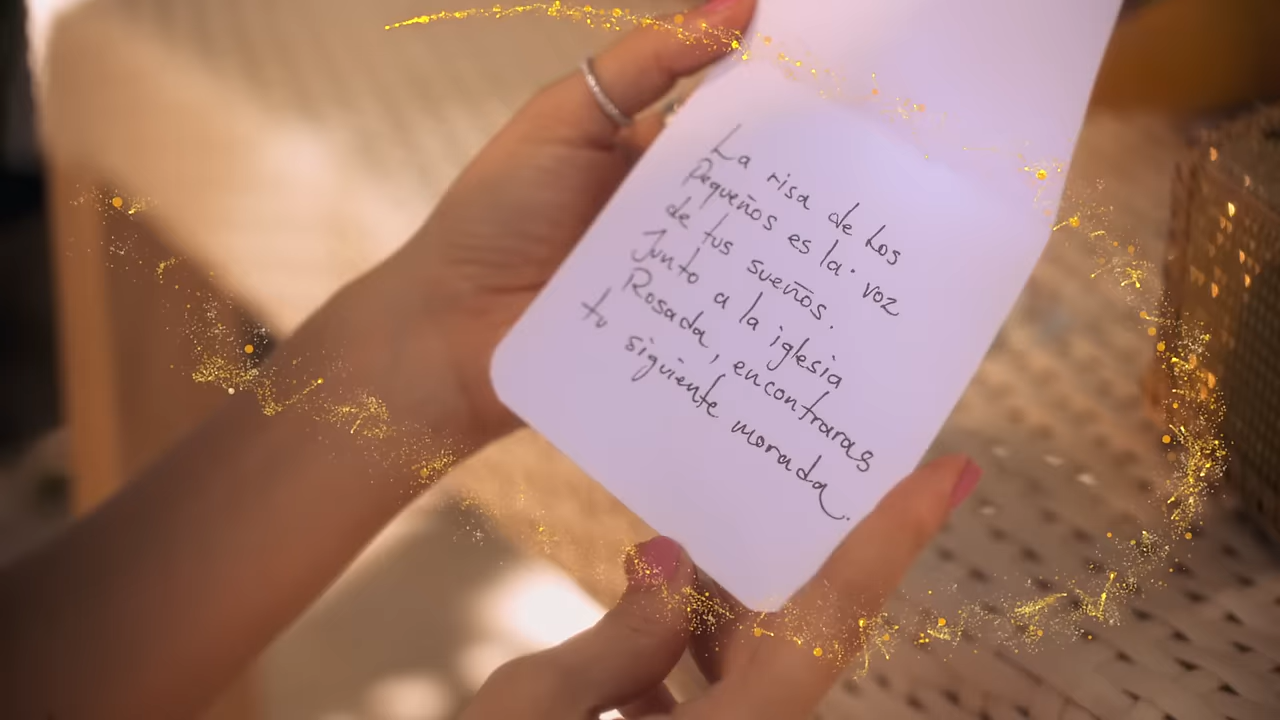 La risa de los
Pequeños es la voz
de tus sueños.
Junto a la iglesia
Rosada, encontraras
tu siguiente morada.